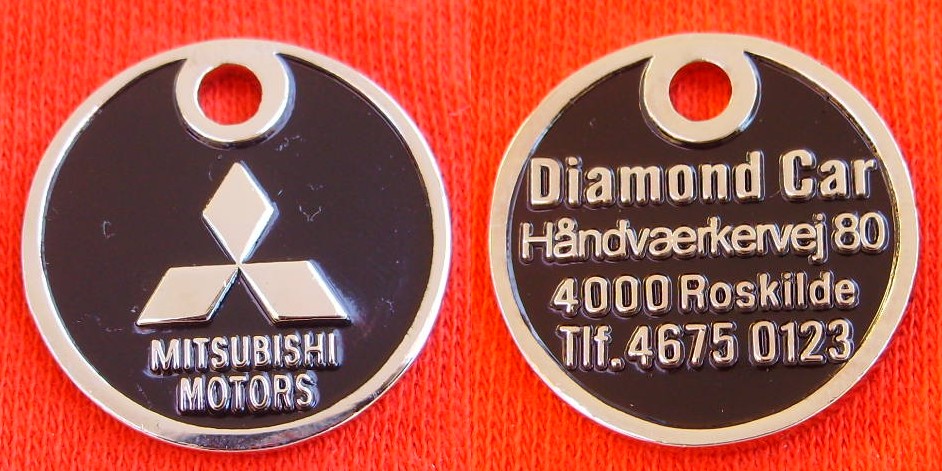 MITSUBISHI
MOTORS
Diamond Car
Håndværkervej 80
4000 Roskilde
Tlf. 4675 0123